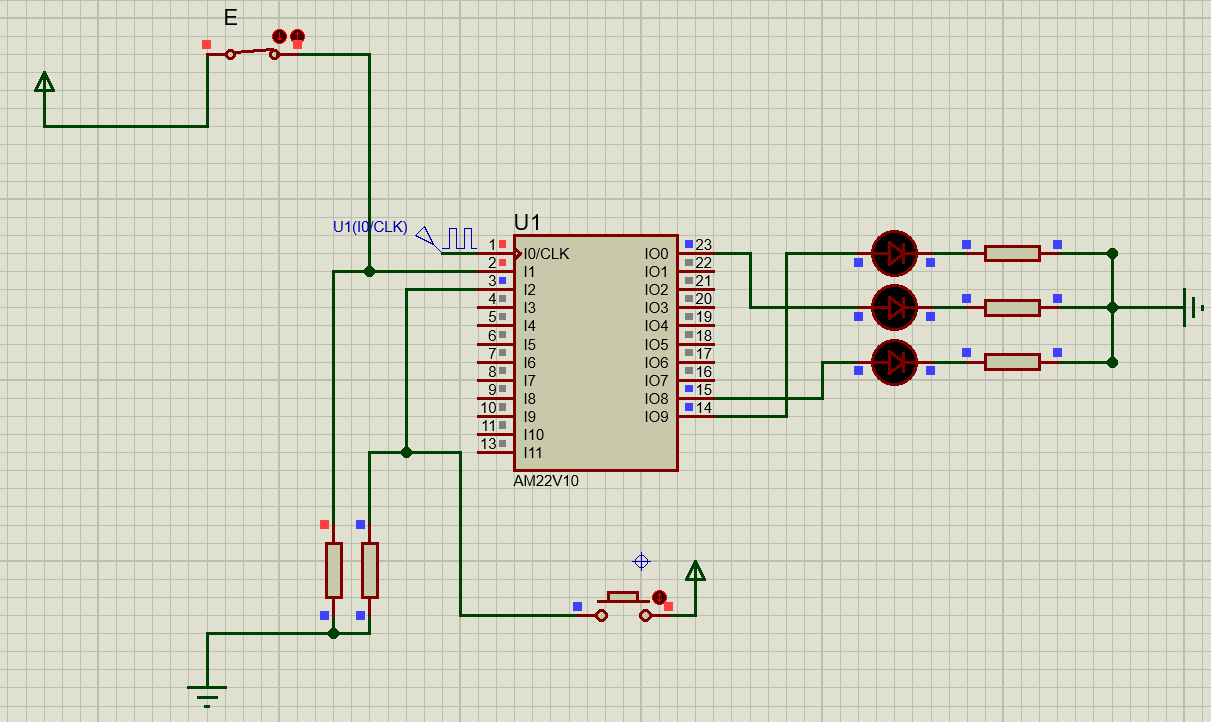 E
U1(I0/CLK)
U1
1 I0/CLK IO0 23
2 I1 IO1 22
3 I2 IO2 21
4 I3 IO3 20
5 I4 IO4 19
6 I5 IO5 18
7 I6 IO6 17
8 I7 IO7 16
9 I8 IO8 15
10 I9 IO9 14
11 I10
13 I11
AM22V10